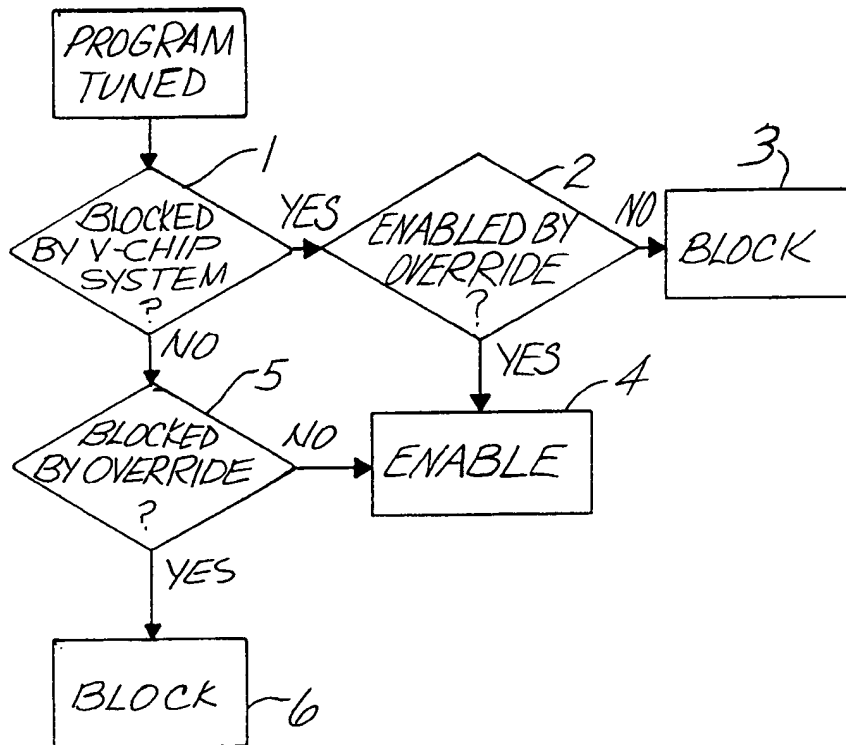 PROGRAM
TUNED
1
BLOCKED
BY V-CHIP
SYSTEM
?
YES
2
ENABLED BY
OVERRIDE
?
NO
3
BLOCK
NO
YES
5
BLOCKED
BY OVERRIDE
?
NO
4
ENABLE
YES
BLOCK
6